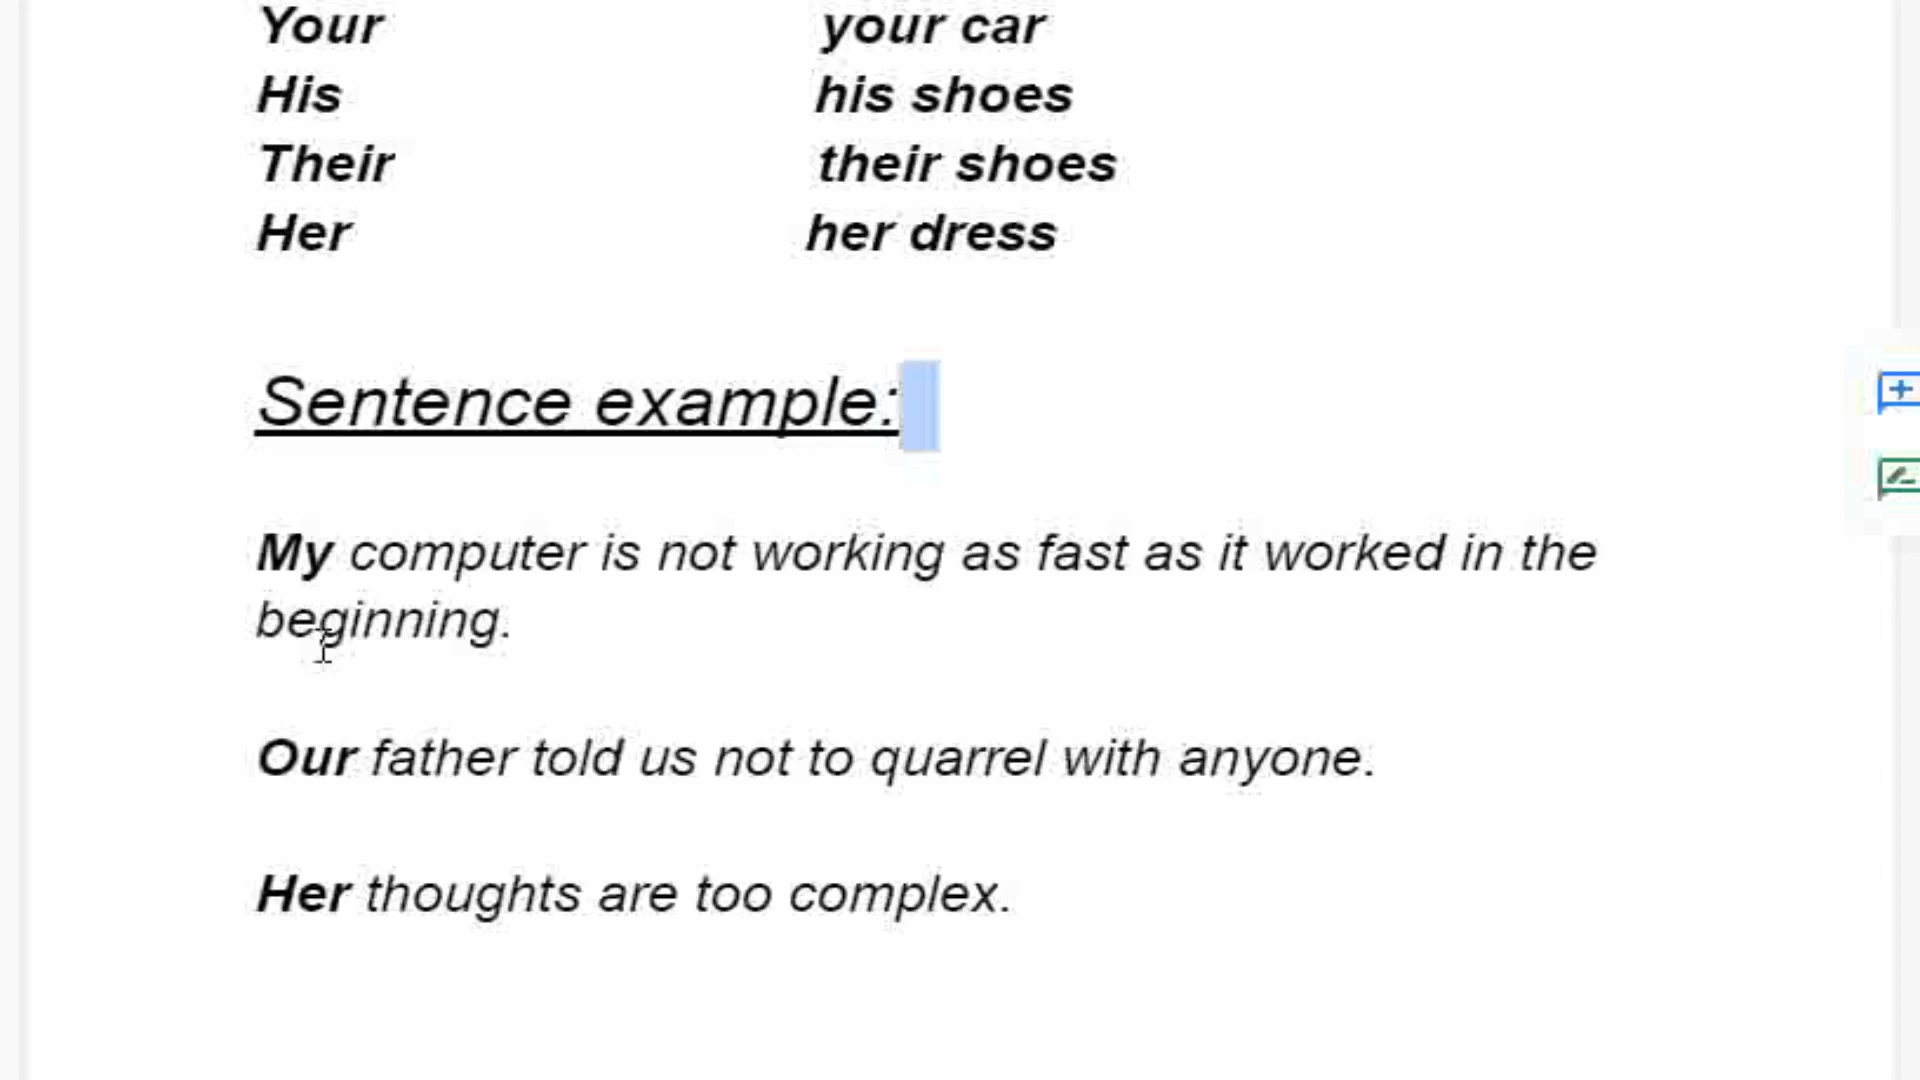 Your your car
His his shoes
Their their shoes
Her her dress
Sentence example:
My computer is not working as fast as it worked in the
beginning.
Our father told us not to quarrel with anyone.
Her thoughts are too complex.